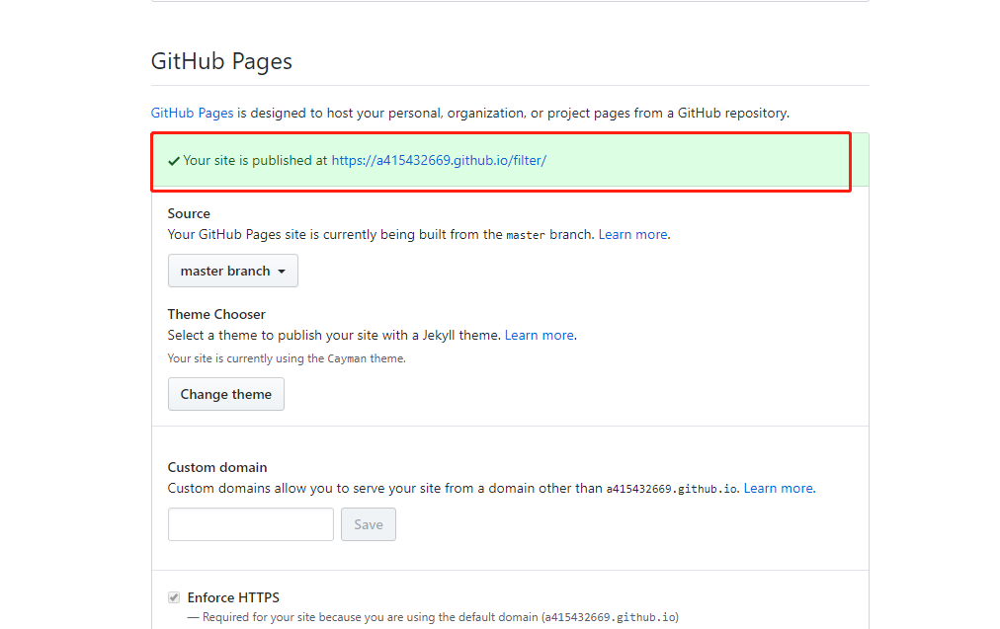 GitHub Pages
GitHub Pages is designed to host your personal, organization, or project pages from a GitHub repository.
Your site is published at https://a415432669.github.io/filter/
Source
Your GitHub Pages site is currently being built from the master branch. Learn more.
master branch
Theme Chooser
Select a theme to publish your site with a Jekyll theme. Learn more.
Your site is currently using the Cayman theme.
Change theme
Custom domain
Custom domains allow you to serve your site from a domain other than a415432669.github.io. Learn more.
Save
Enforce HTTPS
— Required for your site because you are using the default domain (a415432669.github.io)